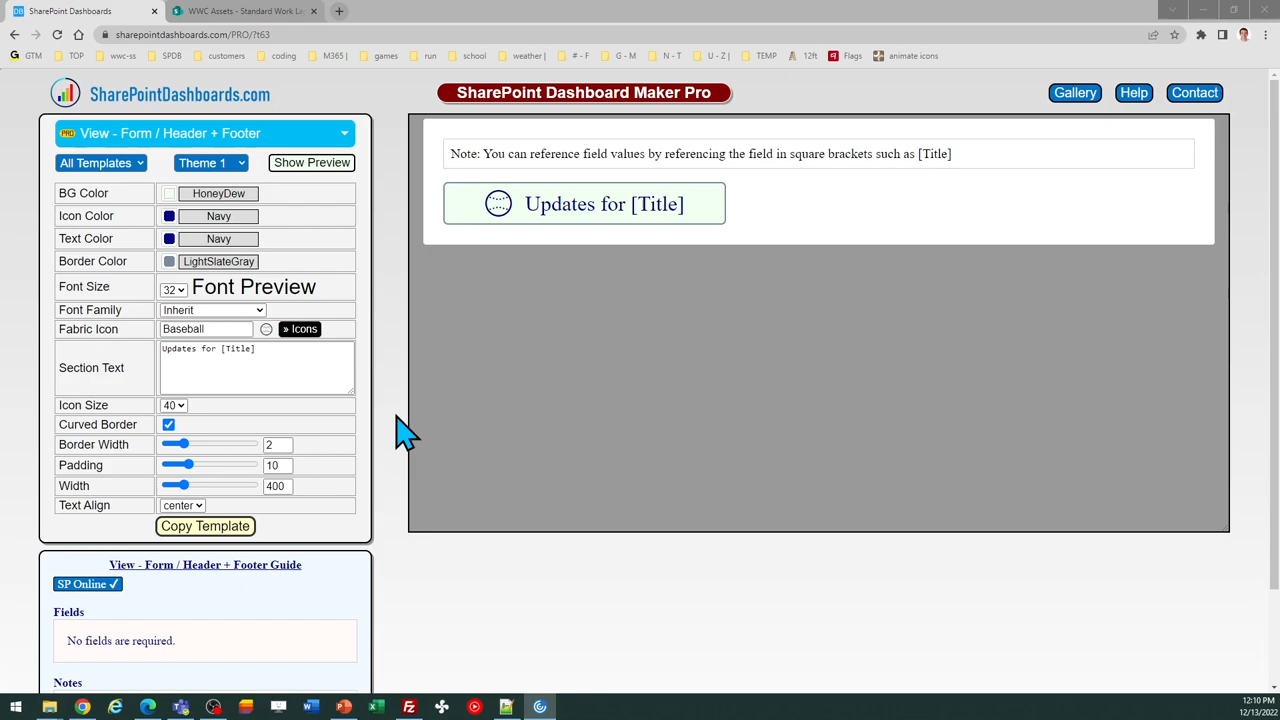 SharePoint Dashboards
WWC Assets - Standard Work La
sharepointdashboards.com/PRO/?t63
GTM
TOP
wwc-ss
SPDB
customers
coding
M365 |
games
run
school
weather |
# - F
G - M
N - T
U - Z |
TEMP
12ft
Flags
animate icons
SharePointDashboards.com
SharePoint Dashboard Maker Pro
Gallery
Help
Contact
PRO View - Form / Header + Footer
All Templates
Theme 1
Show Preview
BG Color
HoneyDew
Icon Color
Navy
Text Color
Navy
Border Color
LightSlateGray
Font Size
32
Font Preview
Font Family
Inherit
Fabric Icon
Baseball
» Icons
Section Text
Updates for [Title]
Icon Size
40
Curved Border
Border Width
2
Padding
10
Width
400
Text Align
center
Copy Template
View - Form / Header + Footer Guide
SP Online ✓
Fields
No fields are required.
Notes
Note: You can reference field values by referencing the field in square brackets such as [Title]
Updates for [Title]
12:10 PM
12/13/2022